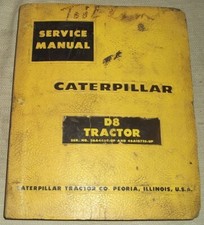 SERVICE
MANUAL
CATERPILLAR
D8
TRACTOR
CATERPILLAR TRACTOR CO. PEORIA, ILLINOIS, U.S.A.